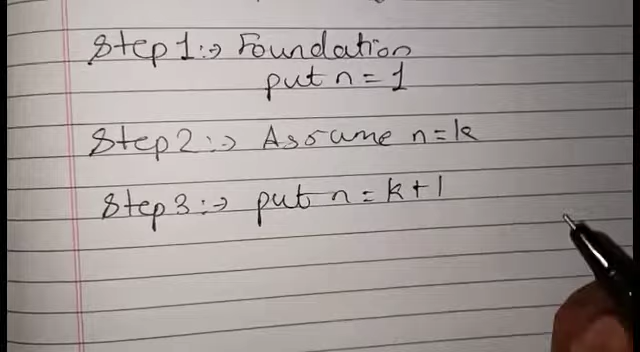 Step 1:→ Foundation
put n = 1
Step 2:→ Assume n = k
Step 3:→ put n = k + 1